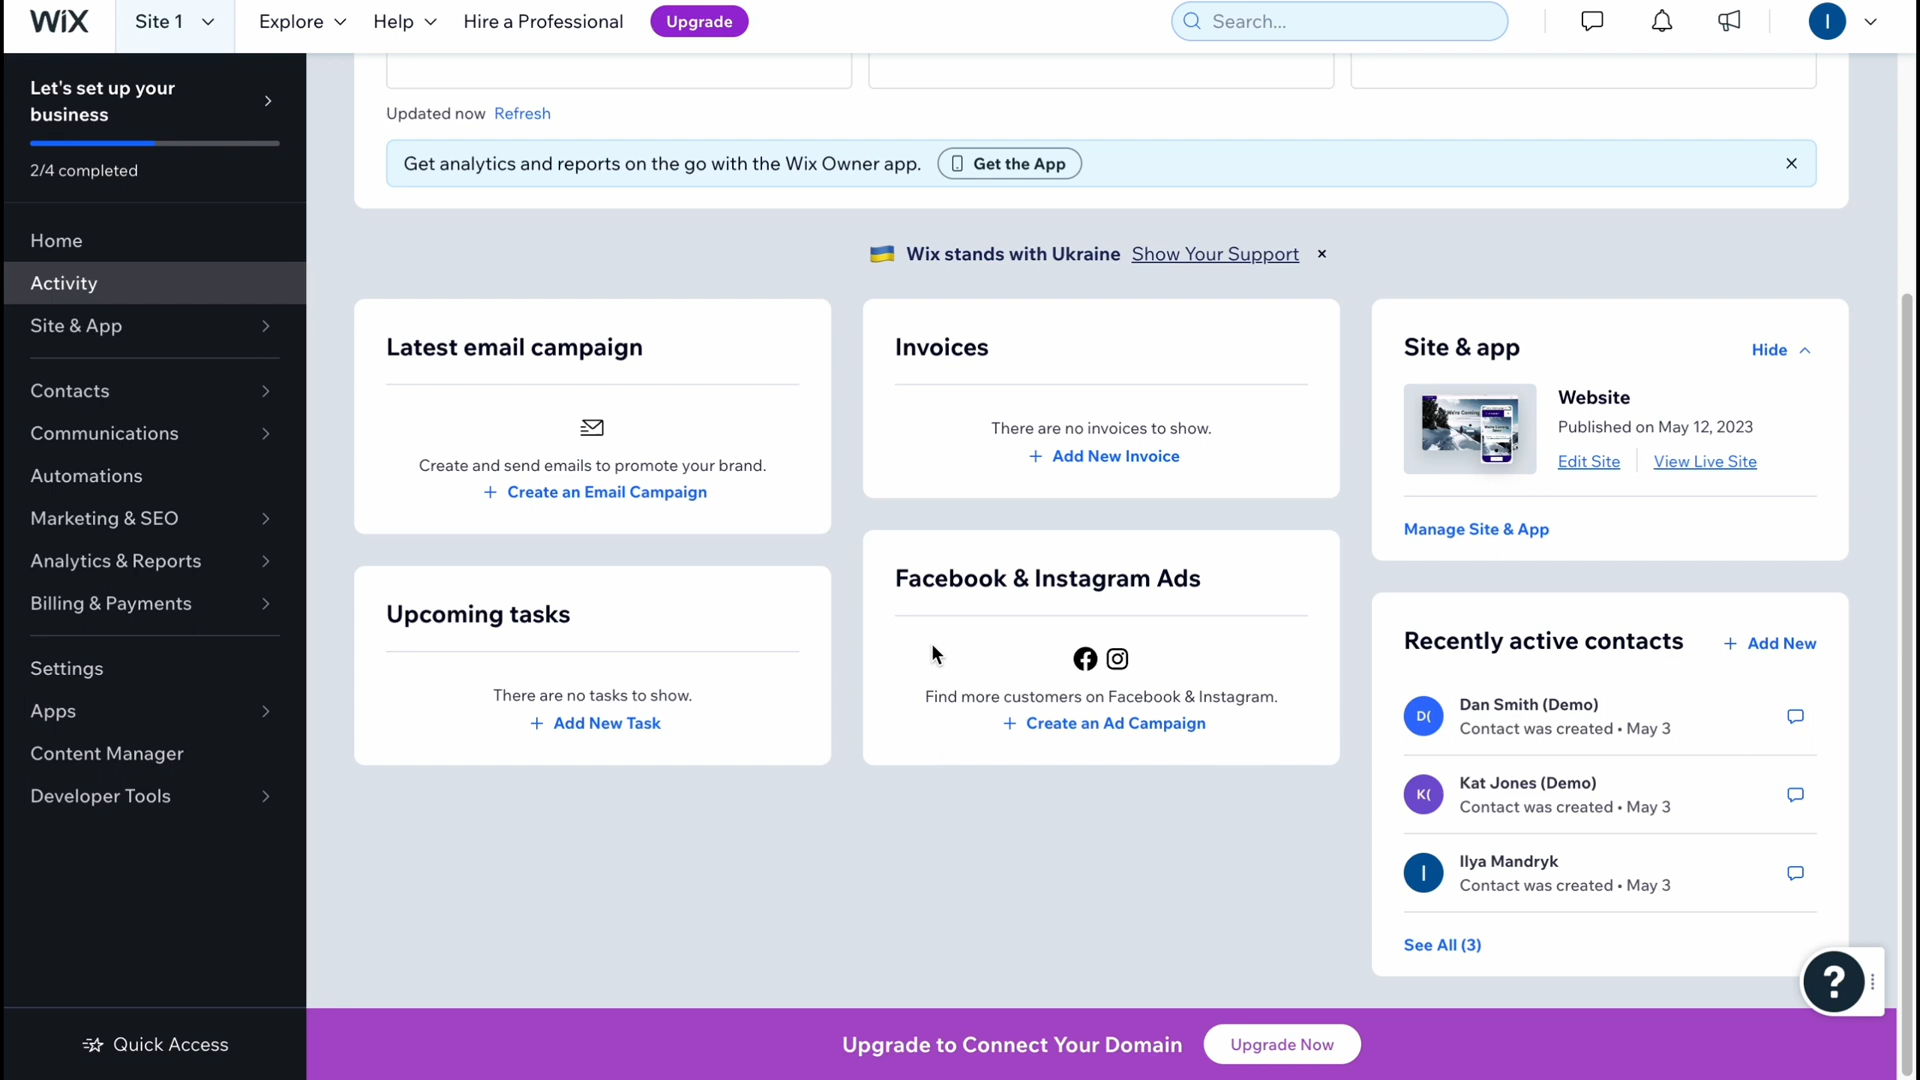 WiX
Site 1
Explore
Help
Hire a Professional
Upgrade
Search...
I
Let's set up your
business
2/4 completed
Home
Activity
Site & App
Contacts
Communications
Automations
Marketing & SEO
Analytics & Reports
Billing & Payments
Settings
Apps
Content Manager
Developer Tools
Quick Access
Updated now Refresh
Get analytics and reports on the go with the Wix Owner app. Get the App
Wix stands with Ukraine Show Your Support
Latest email campaign
Create and send emails to promote your brand.
+ Create an Email Campaign
Upcoming tasks
There are no tasks to show.
+ Add New Task
Invoices
There are no invoices to show.
+ Add New Invoice
Facebook & Instagram Ads
Find more customers on Facebook & Instagram.
+ Create an Ad Campaign
Site & app
Hide
Website
Published on May 12, 2023
Edit Site
View Live Site
Manage Site & App
Recently active contacts
+ Add New
D(
Dan Smith (Demo)
Contact was created • May 3
K(
Kat Jones (Demo)
Contact was created • May 3
I
Ilya Mandryk
Contact was created • May 3
See All (3)
?
Upgrade to Connect Your Domain
Upgrade Now